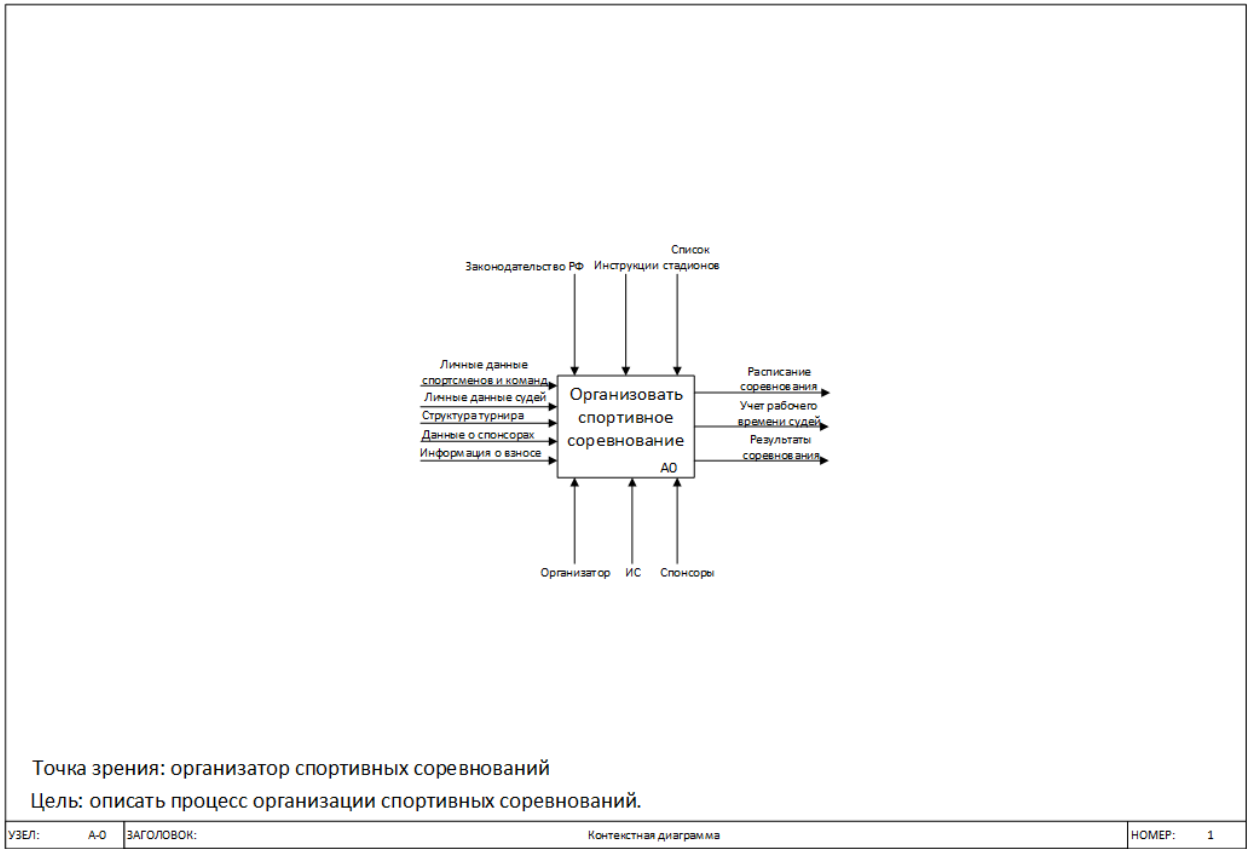 Список
Законодательство РФ
Инструкции
стадионов
Личные данные
спортсменов и команд
Личные данные судей
Структура турнира
Данные о спонсорах
Информация о взносе
Организовать
спортивное
соревнование
А0
Расписание
соревнования
Учет рабочего
времени судей
Результаты
соревнования
Организатор
ИС
Спонсоры
Точка зрения: организатор спортивных соревнований
Цель: описать процесс организации спортивных соревнований.
УЗЕЛ: А-0 ЗАГОЛОВОК: Контекстная диаграмма НОМЕР: 1